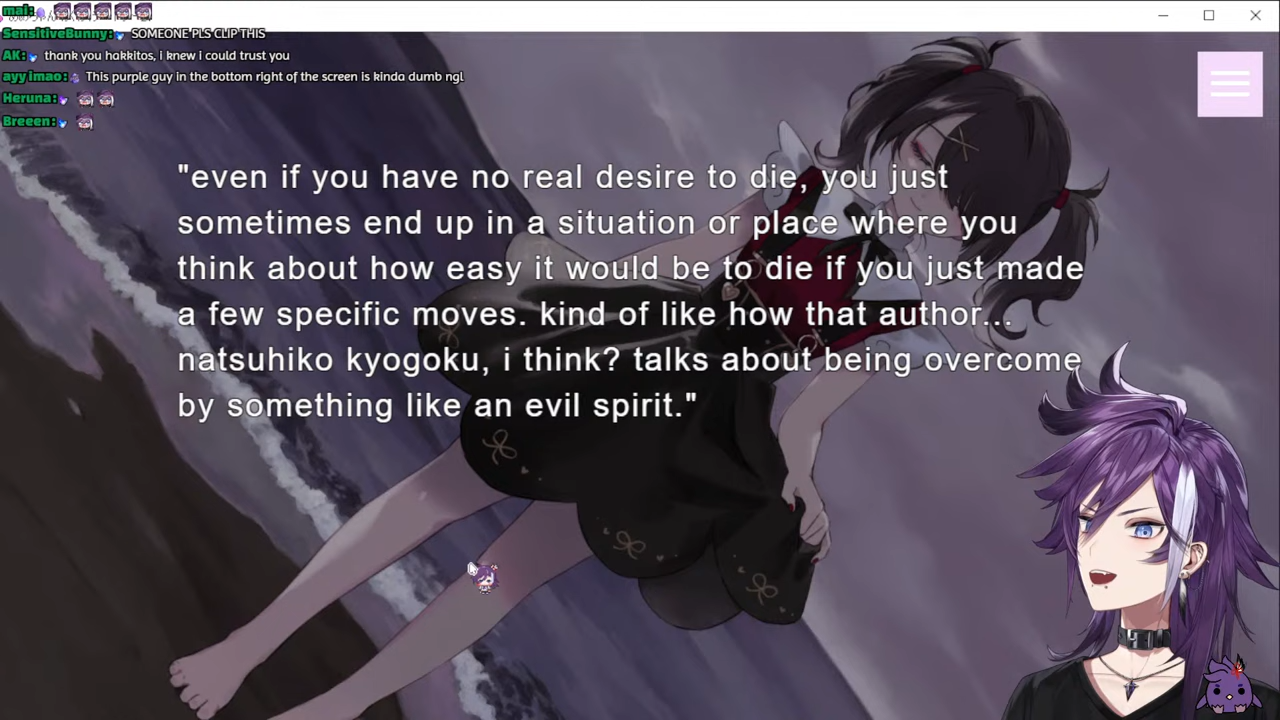 mai:
SensitiveBunny: SOMEONE PLS CLIP THIS
AK: thank you hakkitos, i knew i could trust you
ayy imao: This purple guy in the bottom right of the screen is kinda dumb ngl
Heruna:
Breeen:
"even if you have no real desire to die, you just
sometimes end up in a situation or place where you
think about how easy it would be to die if you just made
a few specific moves. kind of like how that author...
natsuhiko kyogoku, i think? talks about being overcome
by something like an evil spirit."